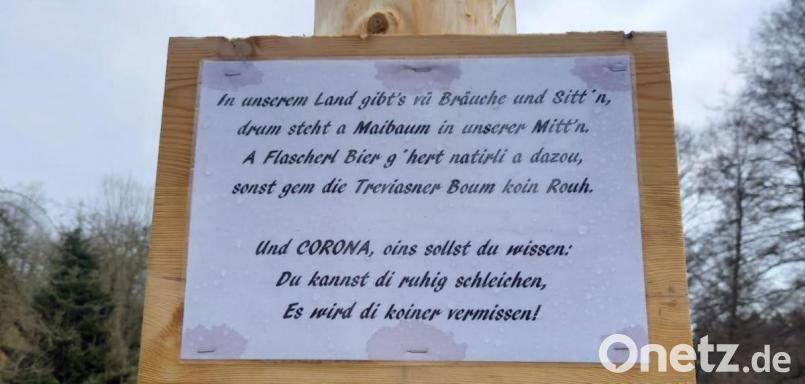 In unserem Land gibt's vü Bräuche und Sitt´n,
drum steht a Maibaum in unserer Mitt'n.
A Flascherl Bier g´hert natirli a dazou,
sonst gem die Treviasner Boum koin Rouh.
Und CORONA, oins sollst du wissen:
Du kannst di ruhig schleichen,
Es wird di koiner vermissen!
Onetz.de